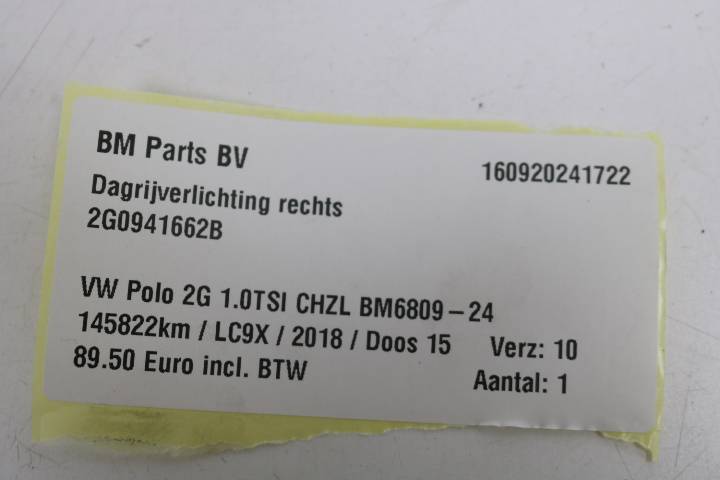 BM Parts BV
160920241722
Dagrijverlichting rechts
2G0941662B
VW Polo 2G 1.0TSI CHZL BM6809-24
145822km / LC9X / 2018 / Doos 15 Verz: 10
89.50 Euro incl. BTW Aantal: 1